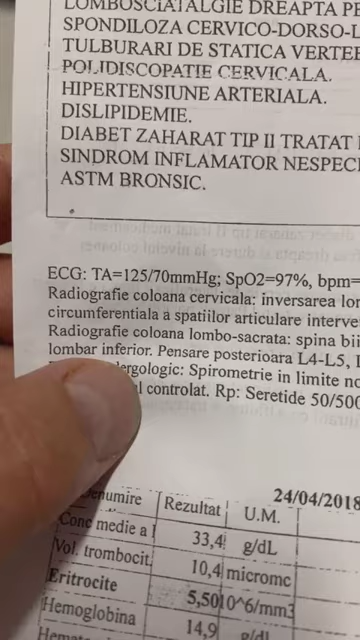 LOMBOSCIATALGIE DREAPTA
SPONDILOZA CERVICO-DORSO-L
TULBURARI DE STATICA VERTEB
POLIDISCOPATIE CERVICALA.
HIPERTENSIUNE ARTERIALA.
DISLIPIDEMIE.
DIABET ZAHARAT TIP II TRATAT
SINDROM INFLAMATOR NESPECI
ASTM BRONSIC.
ECG: TA=125/70mmHg; SpO2=97%, bpm=
Radiografie coloana cervicala: inversarea lor
circumferentiala a spatiilor articulare interve
Radiografie coloana lombo-sacrata: spina bi
lombar inferior. Pensare posterioara L4-L5,
lergologic: Spirometrie in limite no
l controlat. Rp: Seretide 50/500
24/04/2018
Denumire Rezultat U.M.
Conc medie a 33,4 g/dL
Vol. trombocit. 10,4 micromc
Eritrocite 5,50 10^6/mm3
Hemoglobina 14,9 g/dL